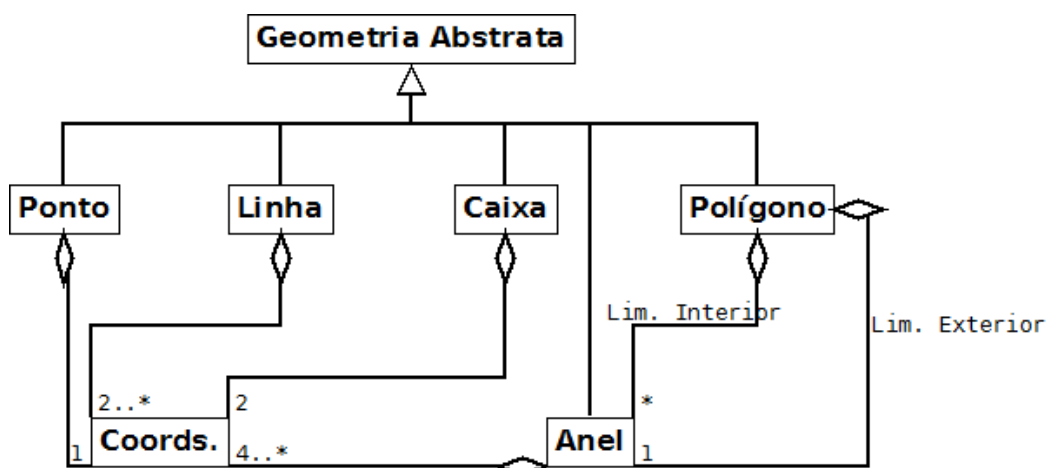 Geometria Abstrata
Ponto
Linha
Caixa
Polígono
Lim. Interior
Lim. Exterior
2..*
2
*
Coords.
Anel
1
4..*
1